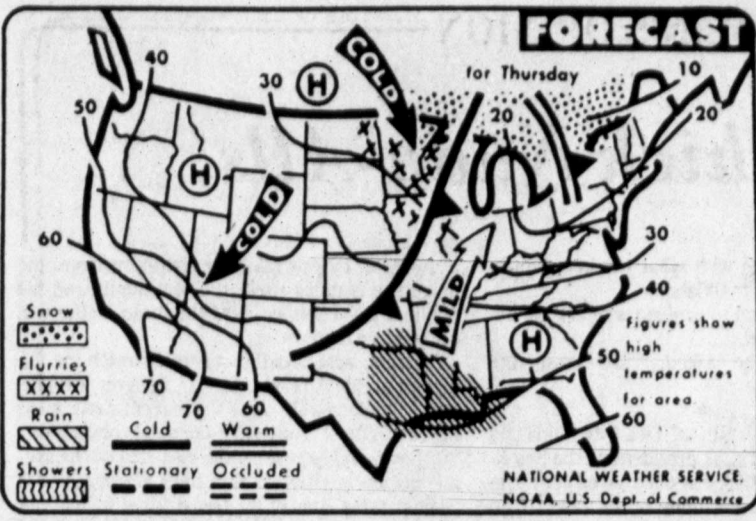 FORECAST
for Thursday
40
50
30
10
20
20
H
H
COLD
COLD
MILD
H
60
30
40
50
60
70
70
60
Figures show
high
temperatures
for area.
Snow
Flurries
XXXX
Rain
Showers
Cold
Warm
Stationary
Occluded
NATIONAL WEATHER SERVICE,
NOAA, U.S. Dept. of Commerce